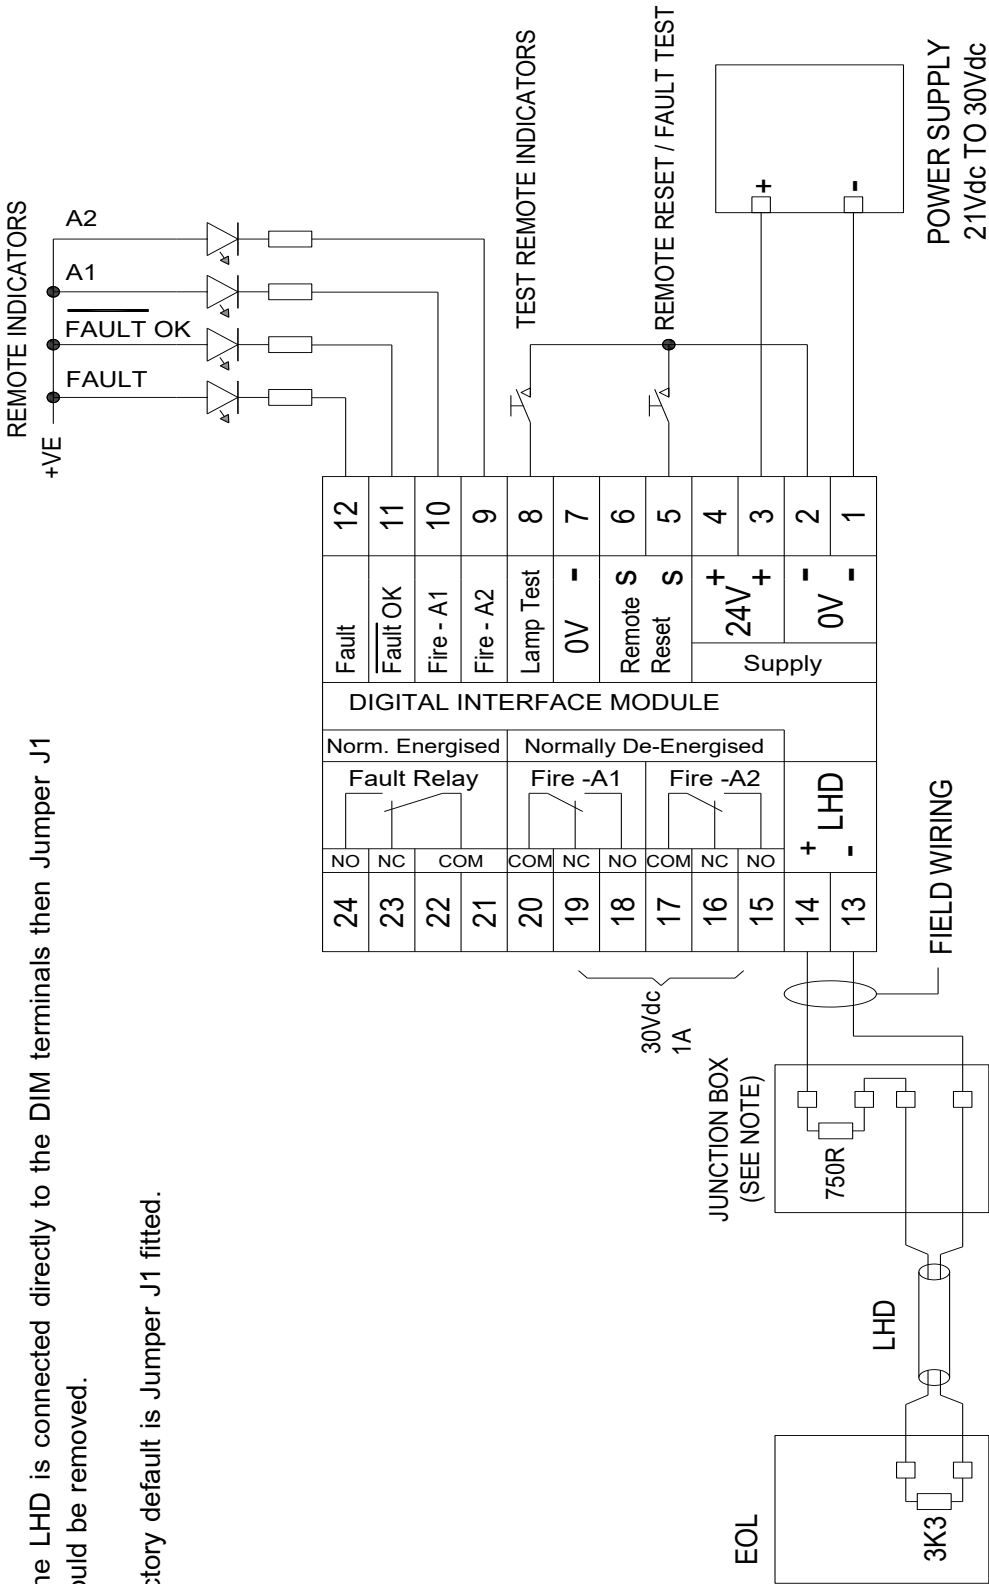 he LHD is connected directly to the DIM terminals then Jumper J1
ould be removed.
ctory default is Jumper J1 fitted.
REMOTE INDICATORS
+VE
FAULT
FAULT OK
A1
A2
TEST REMOTE INDICATORS
REMOTE RESET / FAULT TEST
+
-
POWER SUPPLY
21Vdc TO 30Vdc
12
11
10
9
8
7
6
5
4
3
2
1
Fault
Fault OK
Fire - A1
Fire - A2
Lamp Test
0V -
Remote S
Reset S
24V
+
+
0V
-
-
Supply
DIGITAL INTERFACE MODULE
Norm. Energised
Normally De-Energised
Fault Relay
Fire -A1
Fire -A2
+
-
LHD
NO
NC
COM
COM
NC
NO
COM
NC
NO
24
23
22
21
20
19
18
17
16
15
14
13
30Vdc
1A
FIELD WIRING
JUNCTION BOX
(SEE NOTE)
750R
LHD
EOL
3K3